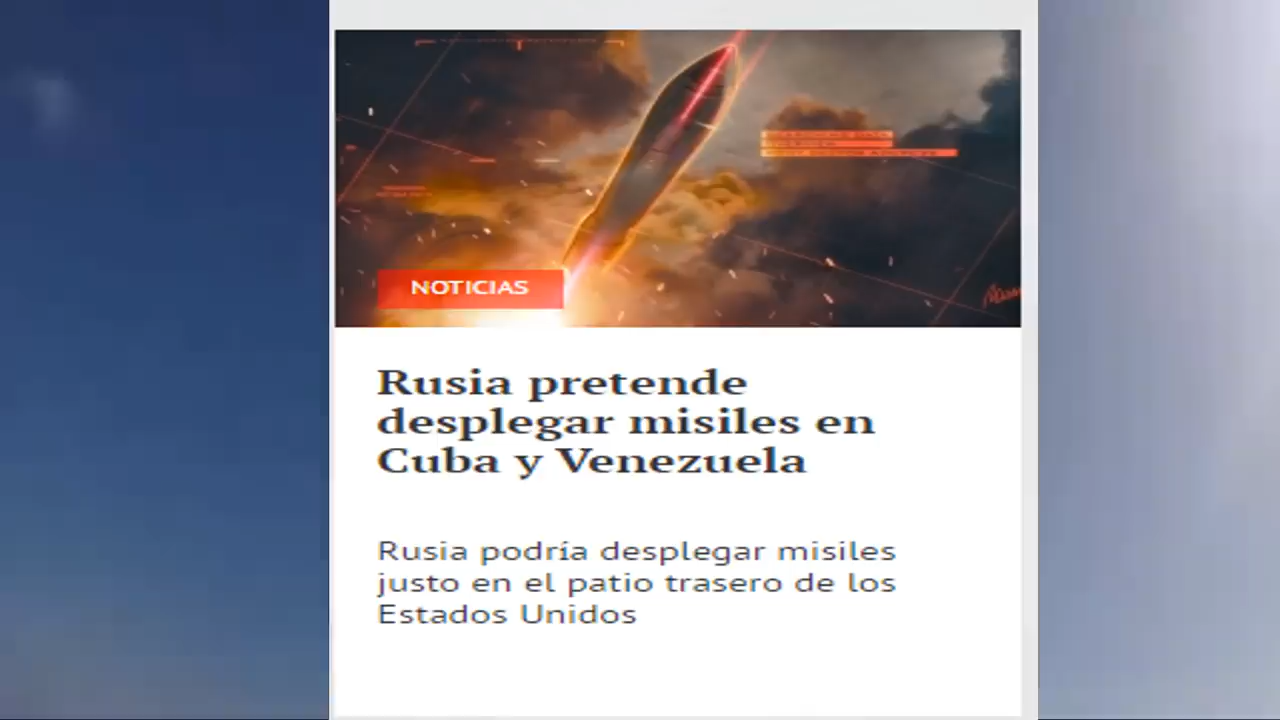 NOTICIAS
Rusia pretende
desplegar misiles en
Cuba y Venezuela
Rusia podría desplegar misiles
justo en el patio trasero de los
Estados Unidos